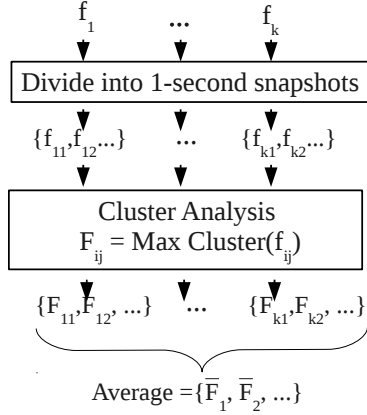 f₁ ... fₖ
Divide into 1-second snapshots
{f₁₁,f₁₂...} ... {fₖ₁,fₖ₂...}
Cluster Analysis
Fᵢⱼ = Max Cluster(fᵢⱼ)
{F₁₁,F₁₂, ...} ... {Fₖ₁,Fₖ₂, ...}
Average ={F̅₁, F̅₂, ...}